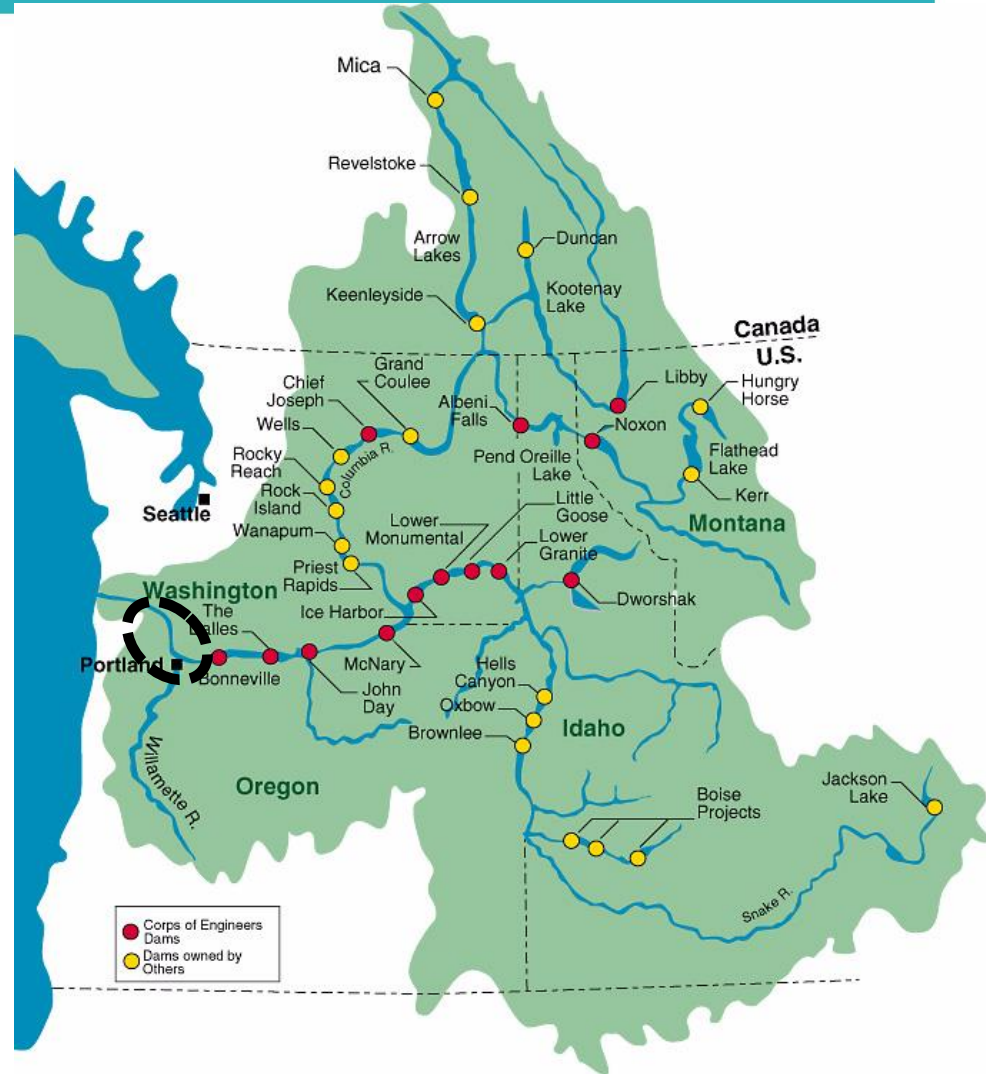 Mica
Revelstoke
Arrow
Lakes
Duncan
Keenleyside
Kootenay
Lake
Canada
U.S.
Grand
Coulee
Chief
Joseph
Libby
Hungry
Horse
Albeni
Falls
Wells
Noxon
Columbia R.
Rocky
Reach
Pend Oreille
Lake
Flathead
Lake
Rock
Island
Kerr
Seattle
Little
Goose
Lower
Monumental
Montana
Wanapum
Lower
Granite
Priest
Rapids
Washington
Dworshak
Ice Harbor
The
Dalles
Portland
Bonneville
McNary
John
Day
Hells
Canyon
Oxbow
Brownlee
Idaho
Willamette R.
Oregon
Boise
Projects
Jackson
Lake
Snake R.
Corps of Engineers
Dams
Dams owned by
Others